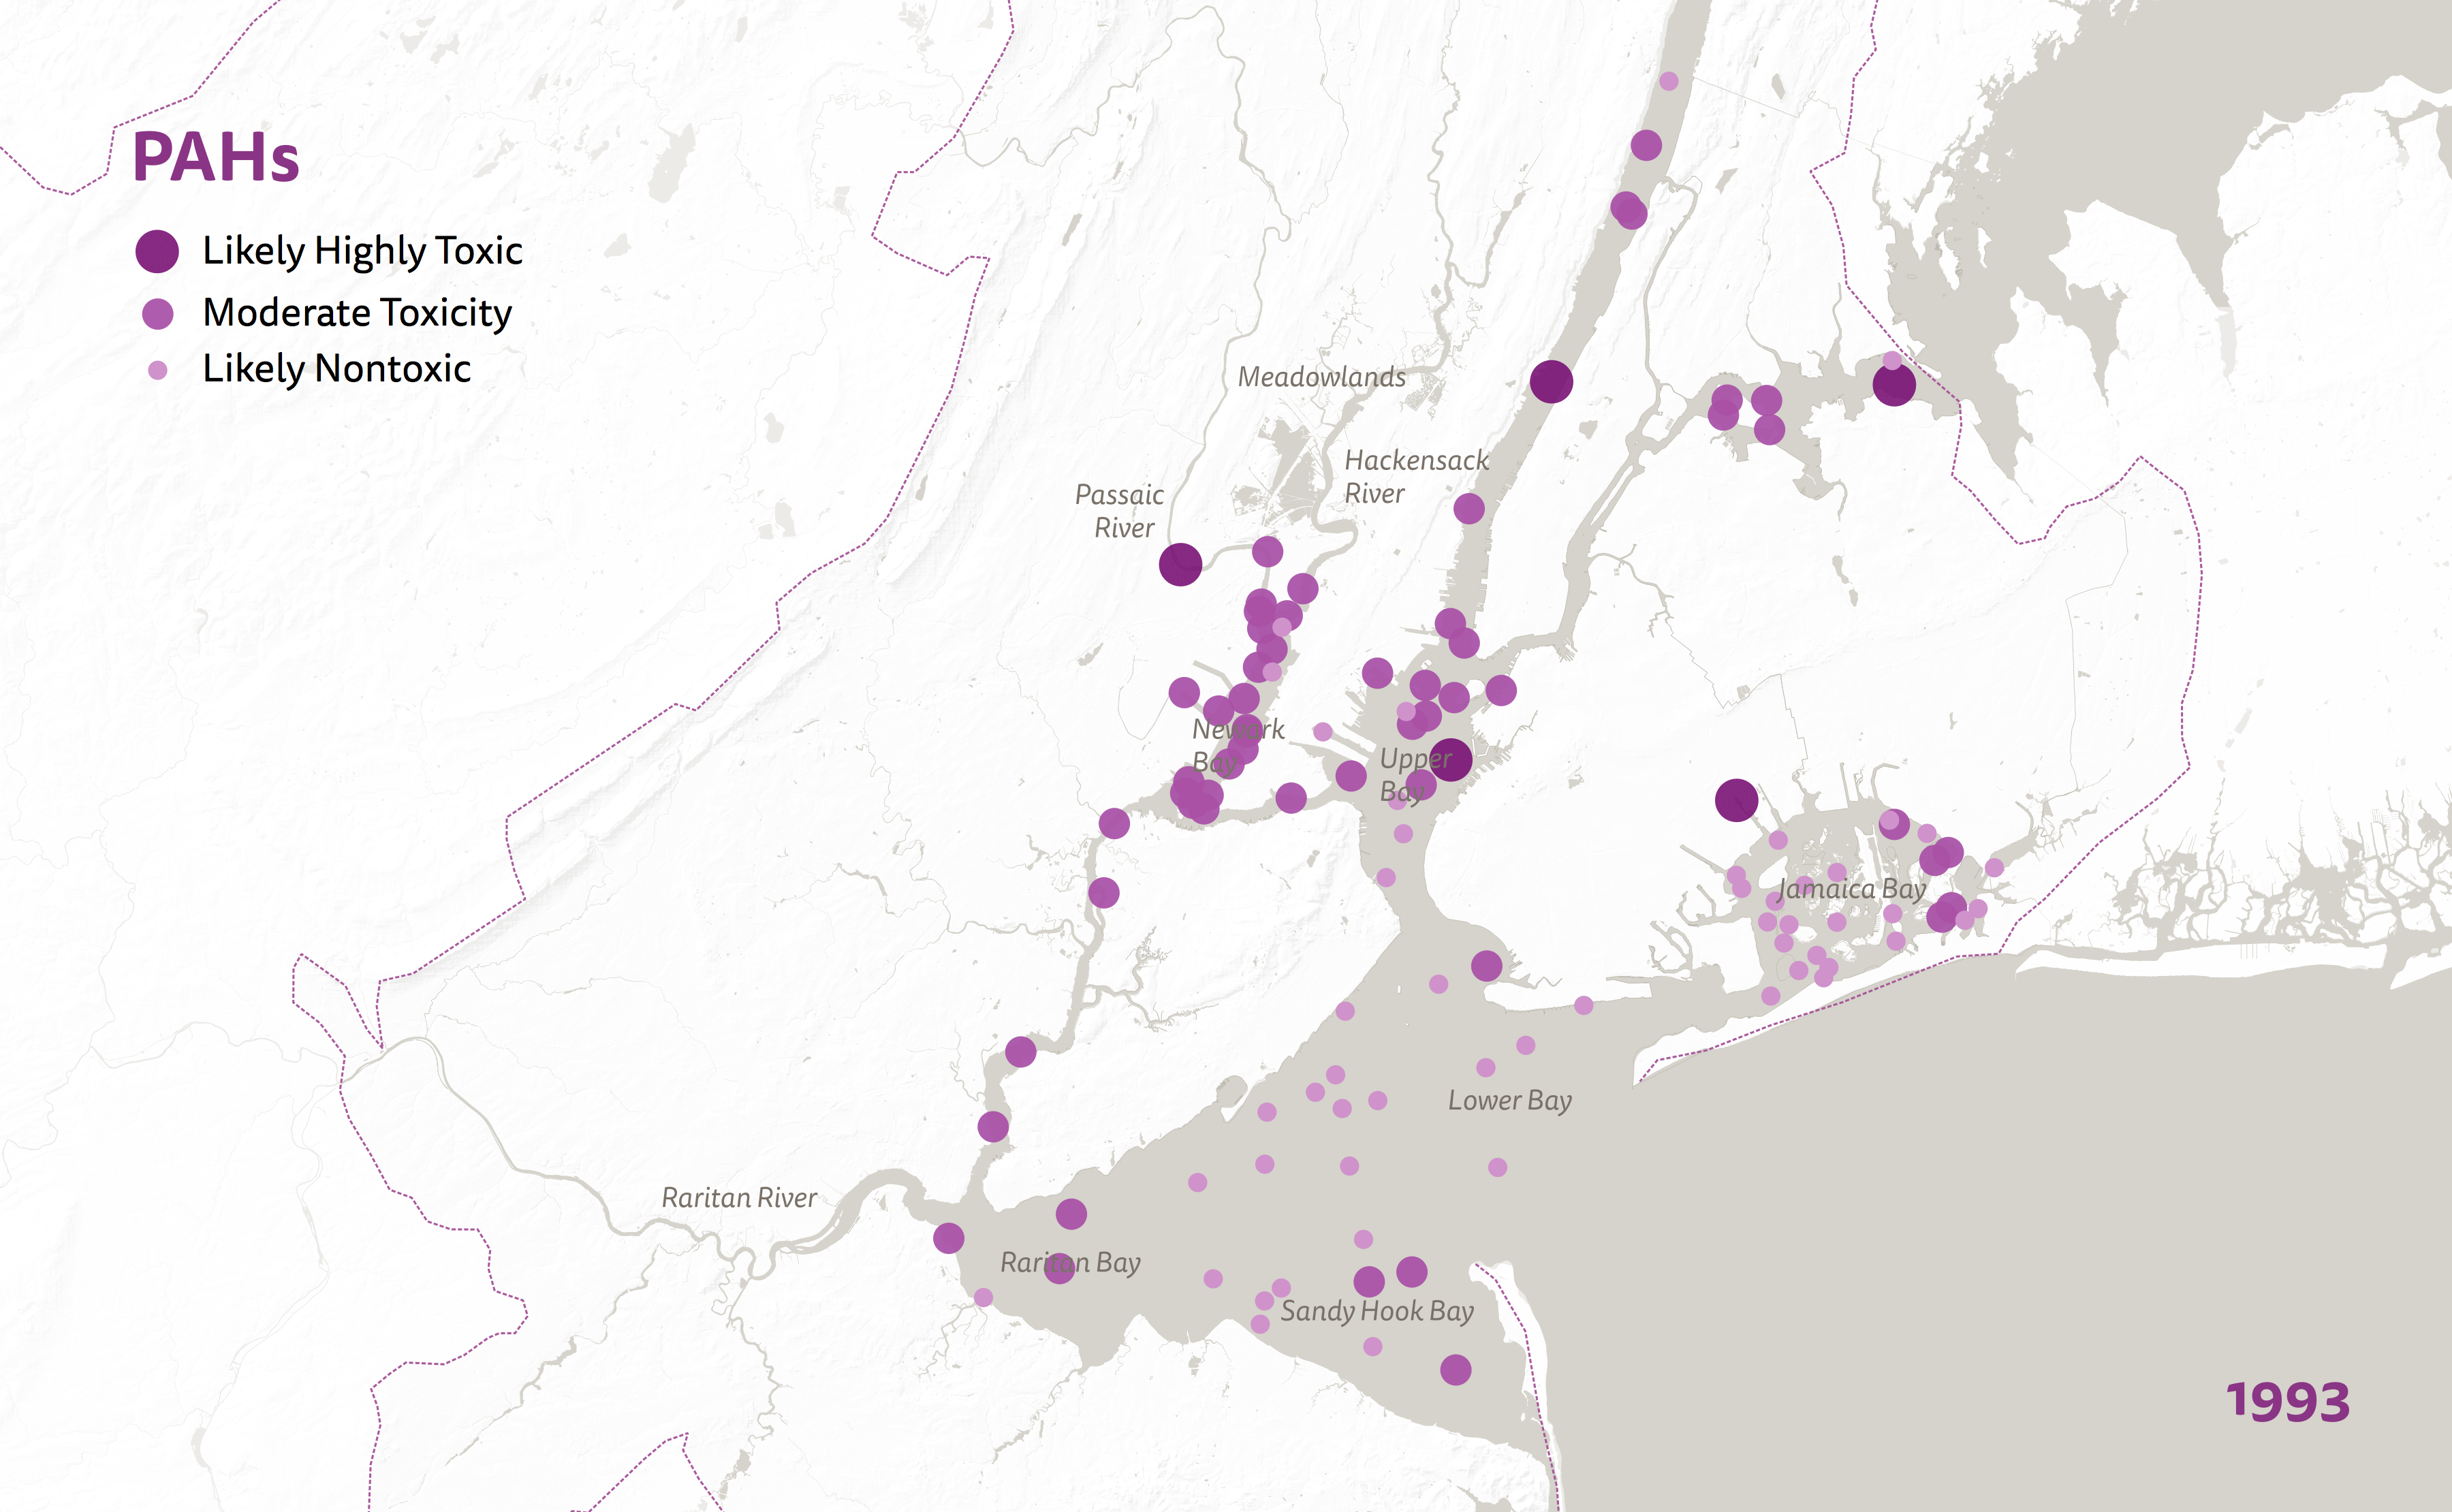 PAHs
Likely Highly Toxic
Moderate Toxicity
Likely Nontoxic
Meadowlands
Hackensack
River
Passaic
River
Newark
Bay
Upper
Bay
Jamaica Bay
Lower Bay
Raritan River
Raritan Bay
Sandy Hook Bay
1993